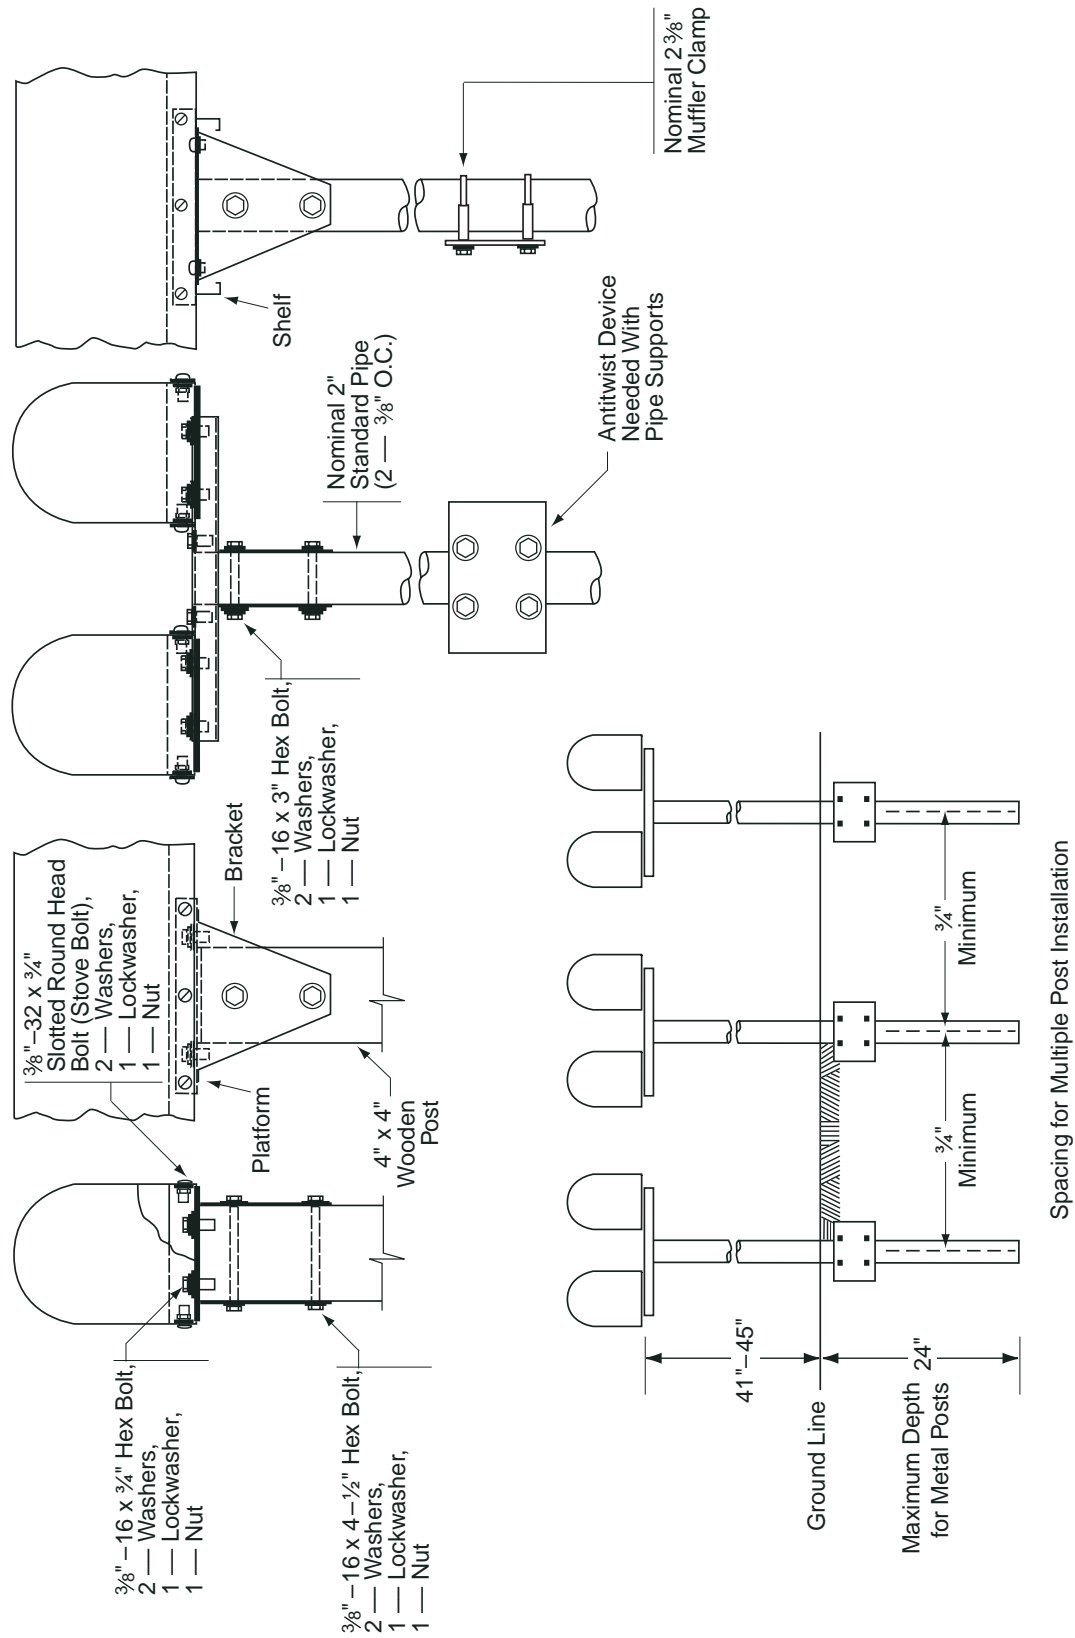 3/8"–16 x 3/4" Hex Bolt,
2 — Washers,
1 — Lockwasher,
1 — Nut
3/8"–32 x 3/4"
Slotted Round Head
Bolt (Stove Bolt),
2 — Washers,
1 — Lockwasher,
1 — Nut
3/8"–16 x 4–1/2" Hex Bolt,
2 — Washers,
1 — Lockwasher,
1 — Nut
Platform
4" x 4"
Wooden
Post
Bracket
3/8"–16 x 3" Hex Bolt,
2 — Washers,
1 — Lockwasher,
1 — Nut
Nominal 2"
Standard Pipe
(2 — 3/8" O.C.)
Shelf
Antitwist Device
Needed With
Pipe Supports
Nominal 2 3/8"
Muffler Clamp
41"–45"
Ground Line
Maximum Depth
for Metal Posts
24"
3/4"
Minimum
3/4"
Minimum
Spacing for Multiple Post Installation